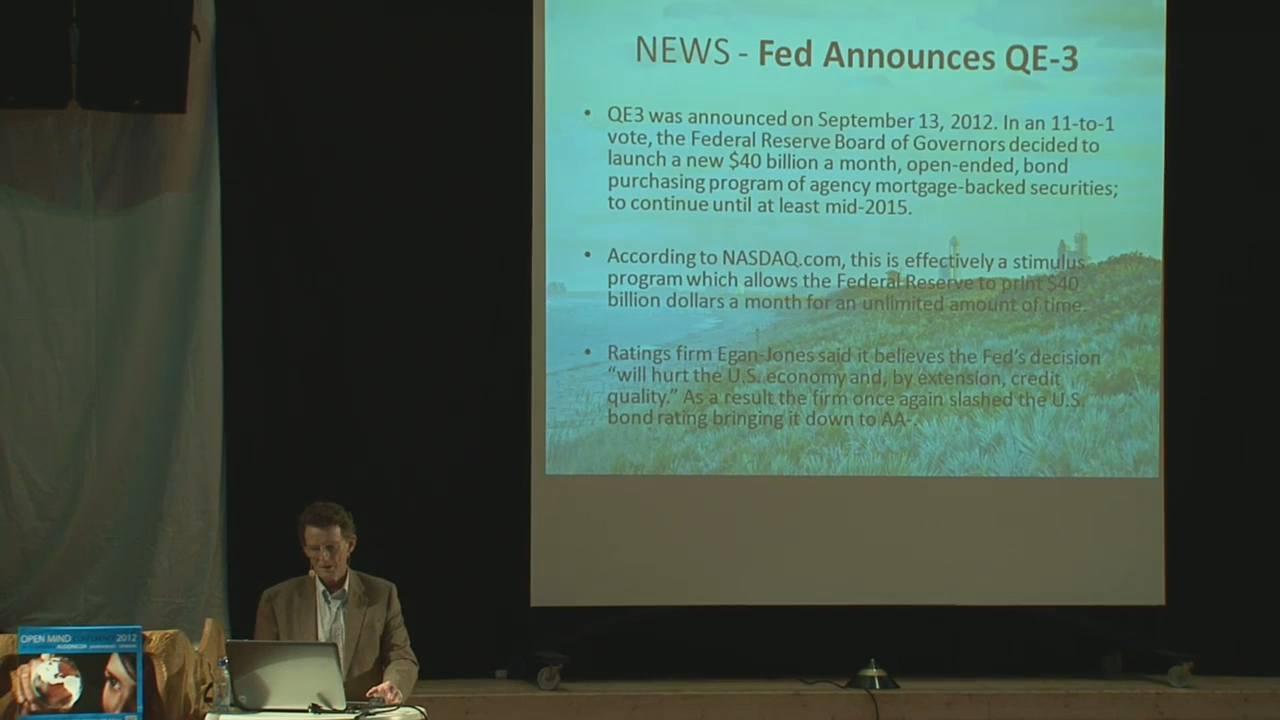 NEWS - Fed Announces QE-3
• QE3 was announced on September 13, 2012. In an 11-to-1
vote, the Federal Reserve Board of Governors decided to
launch a new $40 billion a month, open-ended, bond
purchasing program of agency mortgage-backed securities;
to continue until at least mid-2015.
• According to NASDAQ.com, this is effectively a stimulus
program which allows the Federal Reserve to print $40
billion dollars a month for an unlimited amount of time.
• Ratings firm Egan-Jones said it believes the Fed's decision
“will hurt the U.S. economy and, by extension, credit
quality.” As a result the firm once again slashed the U.S.
bond rating bringing it down to AA-.
OPEN MIND CONFERENCE 2012